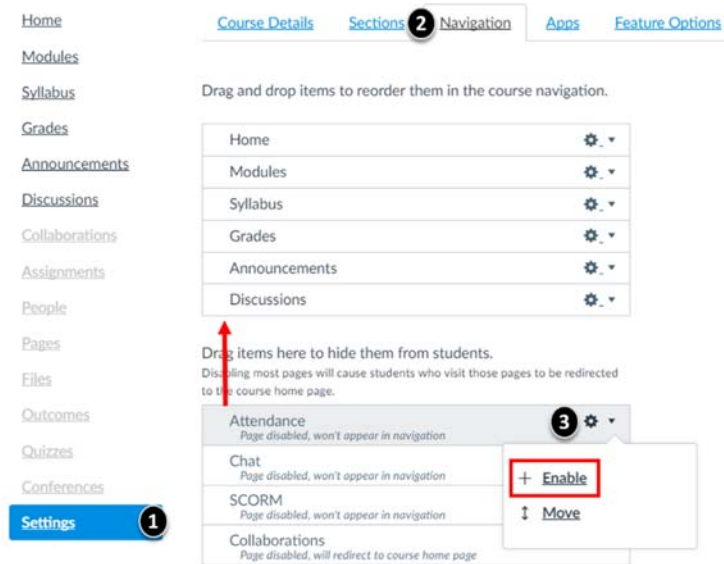 Home
Modules
Syllabus
Grades
Announcements
Discussions
Collaborations
Assignments
People
Pages
Files
Outcomes
Quizzes
Conferences
Settings 1
Course Details Sections 2 Navigation Apps Feature Options
Drag and drop items to reorder them in the course navigation.
Home
Modules
Syllabus
Grades
Announcements
Discussions
Drag items here to hide them from students.
Disabling most pages will cause students who visit those pages to be redirected
to the course home page.
Attendance 3
Page disabled, won't appear in navigation
Chat
Page disabled, won't appear in navigation
SCORM
Page disabled, won't appear in navigation
Collaborations
Page disabled, will redirect to course home page
+ Enable
Move